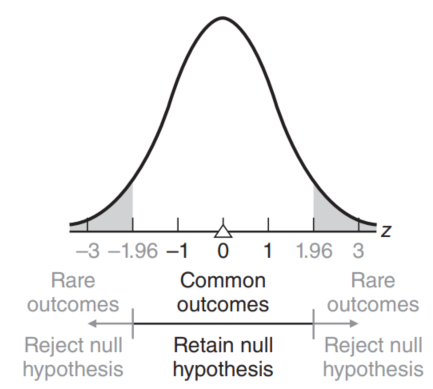 z
−3 −1.96 −1 0 1 1.96 3
Rare outcomes
Common outcomes
Rare outcomes
Reject null hypothesis
Retain null hypothesis
Reject null hypothesis